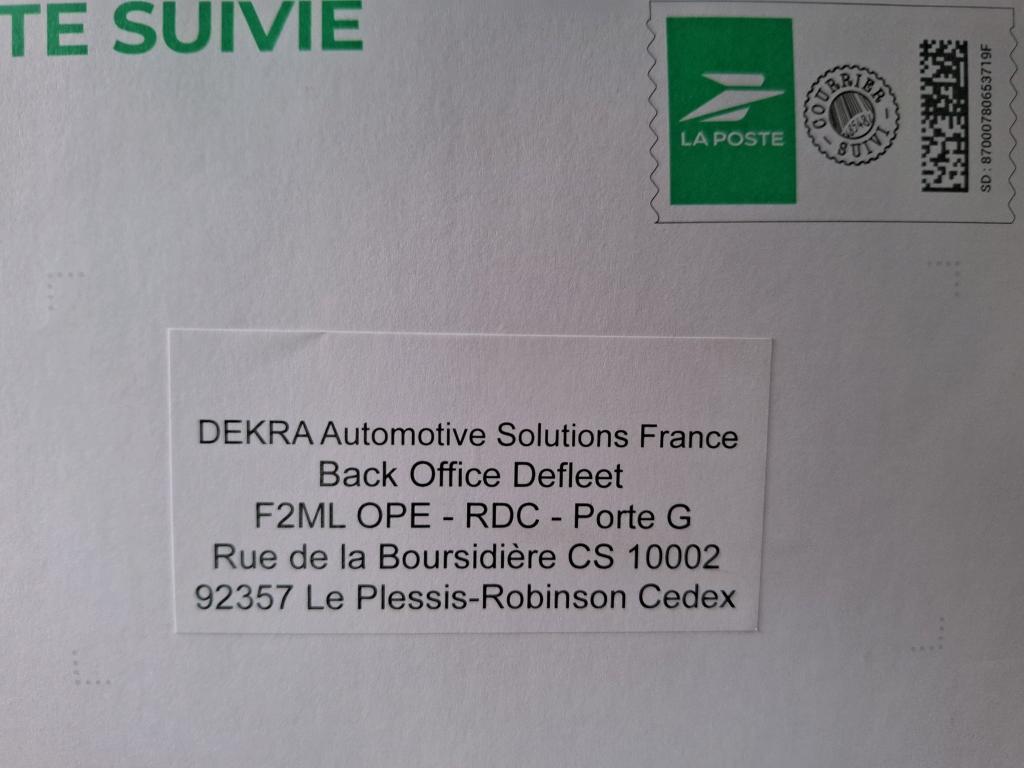 TE SUIVIE
LA POSTE
COURRIER
SUIVI
SD : 87000780653719F
DEKRA Automotive Solutions France
Back Office Defleet
F2ML OPE - RDC - Porte G
Rue de la Boursidière CS 10002
92357 Le Plessis-Robinson Cedex